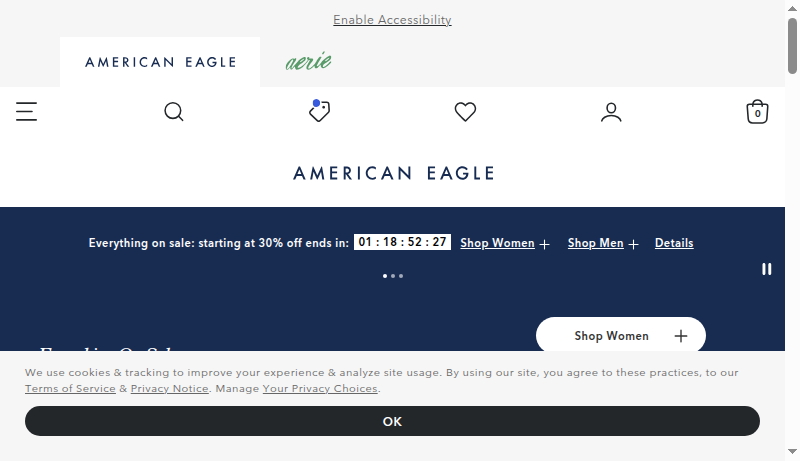 Enable Accessibility
AMERICAN EAGLE
aerie
0
AMERICAN EAGLE
Everything on sale: starting at 30% off ends in: 01 : 18 : 52 : 27 Shop Women Shop Men Details
Shop Women
We use cookies & tracking to improve your experience & analyze site usage. By using our site, you agree to these practices, to our
Terms of Service & Privacy Notice. Manage Your Privacy Choices.
OK